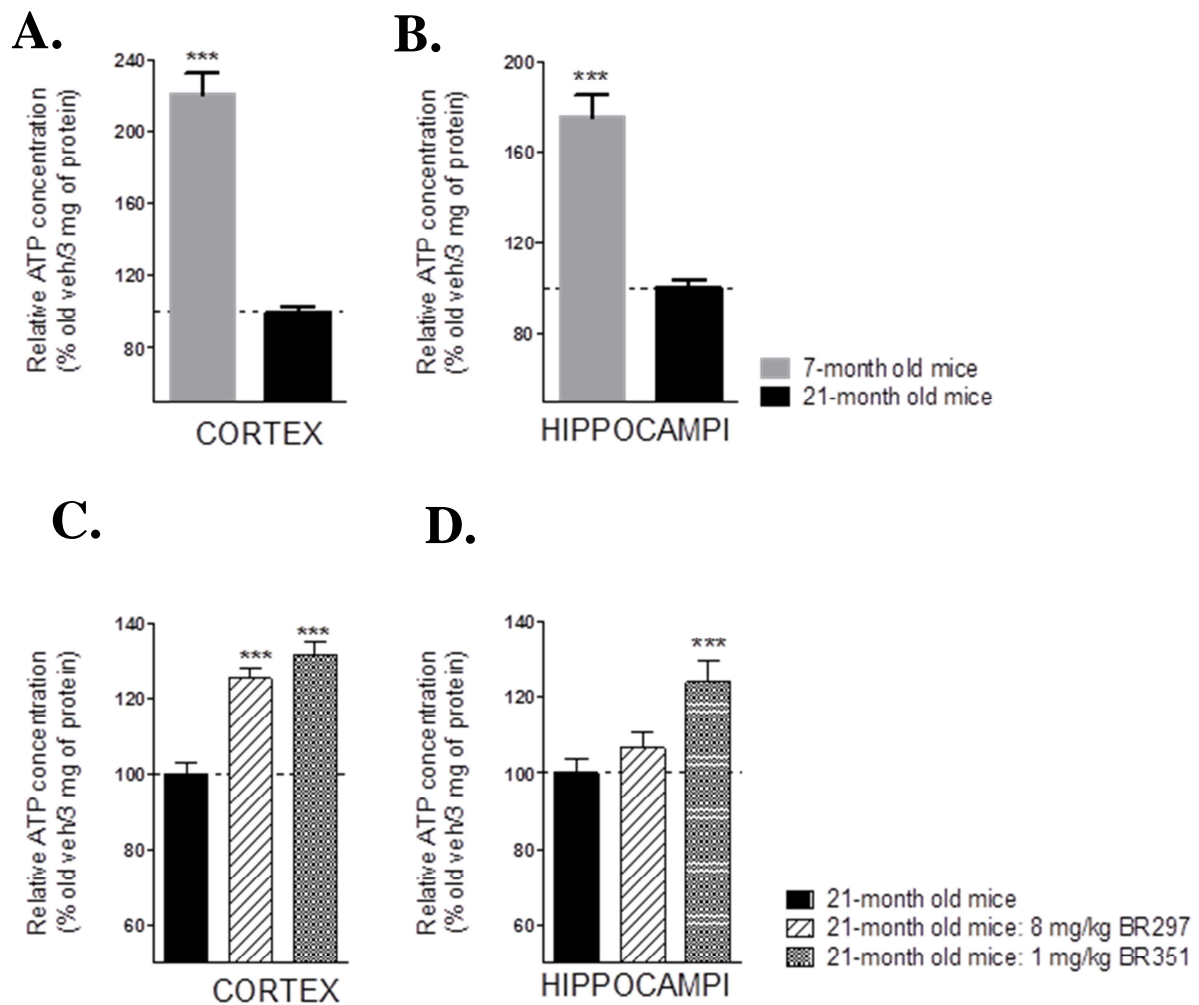 A.
Relative ATP concentration
(% old veh/3 mg of protein)
240
200
160
120
80
***
CORTEX
B.
Relative ATP concentration
(% old veh/3 mg of protein)
200
160
120
80
***
HIPPOCAMPI
7-month old mice
21-month old mice
C.
Relative ATP concentration
(% old veh/3 mg of protein)
140
120
100
80
60
***
***
CORTEX
D.
Relative ATP concentration
(% old veh/3 mg of protein)
140
120
100
80
60
***
HIPPOCAMPI
21-month old mice
21-month old mice: 8 mg/kg BR297
21-month old mice: 1 mg/kg BR351